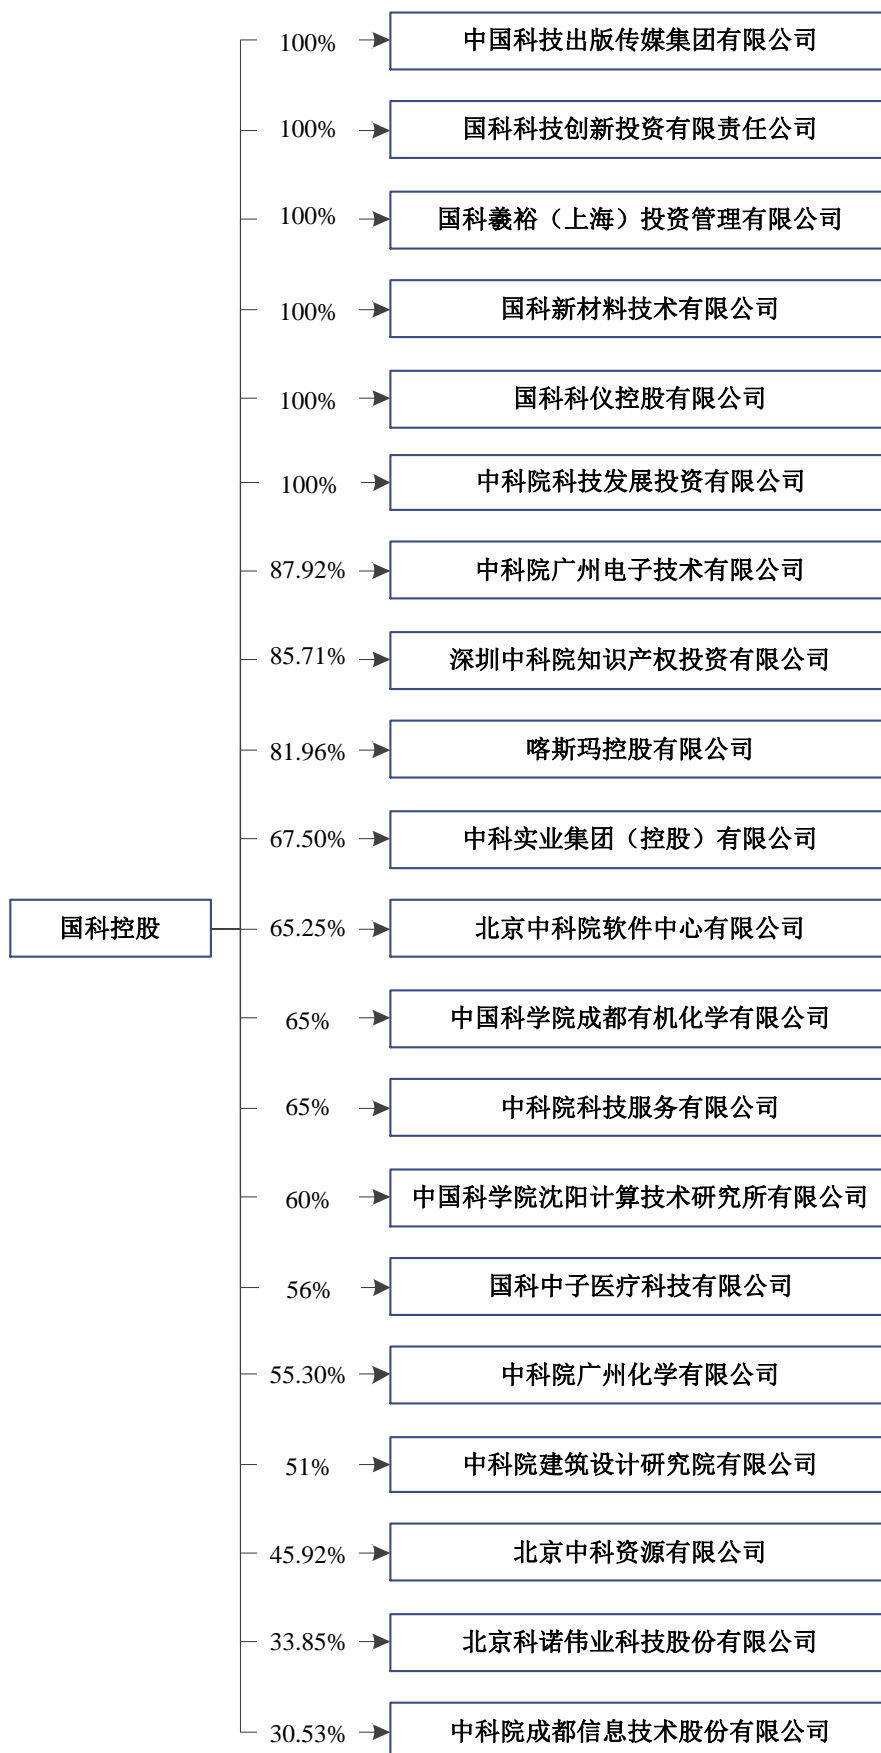 100% 中国科技出版传媒集团有限公司
100% 国科科技创新投资有限责任公司
100% 国科羲裕（上海）投资管理有限公司
100% 国科新材料技术有限公司
100% 国科科仪控股有限公司
100% 中科院科技发展投资有限公司
87.92% 中科院广州电子技术有限公司
85.71% 深圳中科院知识产权投资有限公司
81.96% 喀斯玛控股有限公司
67.50% 中科实业集团（控股）有限公司
国科控股 65.25% 北京中科院软件中心有限公司
65% 中国科学院成都有机化学有限公司
65% 中科院科技服务有限公司
60% 中国科学院沈阳计算技术研究所有限公司
56% 国科中子医疗科技有限公司
55.30% 中科院广州化学有限公司
51% 中科院建筑设计研究院有限公司
45.92% 北京中科资源有限公司
33.85% 北京科诺伟业科技股份有限公司
30.53% 中科院成都信息技术股份有限公司